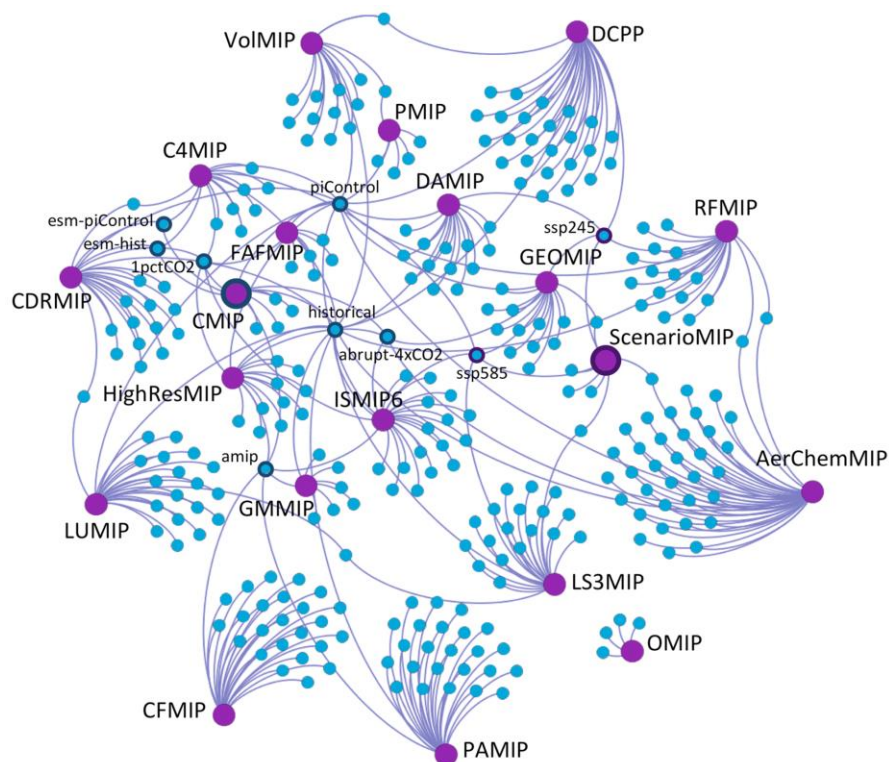 VolMIP
DCPP
PMIP
C4MIP
piControl
DAMIP
esm-piControl
RFMIP
esm-hist
FAFMIP
ssp245
1pctCO2
GEOMIP
CDRMIP
CMIP
historical
ScenarioMIP
abrupt-4xCO2
ssp585
HighResMIP
ISMIP6
amip
AerChemMIP
GMMIP
LUMIP
LS3MIP
OMIP
CFMIP
PAMIP